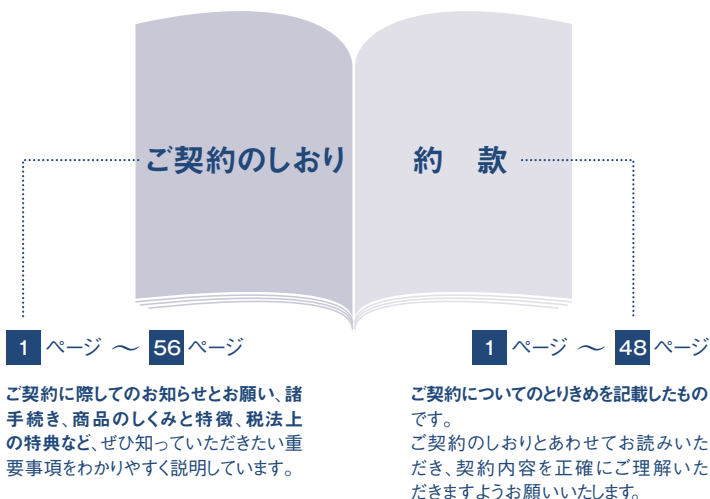 ご契約のしおり
約 款
1 ページ ～ 56 ページ
ご契約に際してのお知らせとお願い、諸
手続き、商品のしくみと特徴、税法上
の特典など、ぜひ知っていただきたい重
要事項をわかりやすく説明しています。
1 ページ ～ 48 ページ
ご契約についてのとりきめを記載したもの
です。
ご契約のしおりとあわせてお読みいた
だき、契約内容を正確にご理解いた
だきますようお願いいたします。